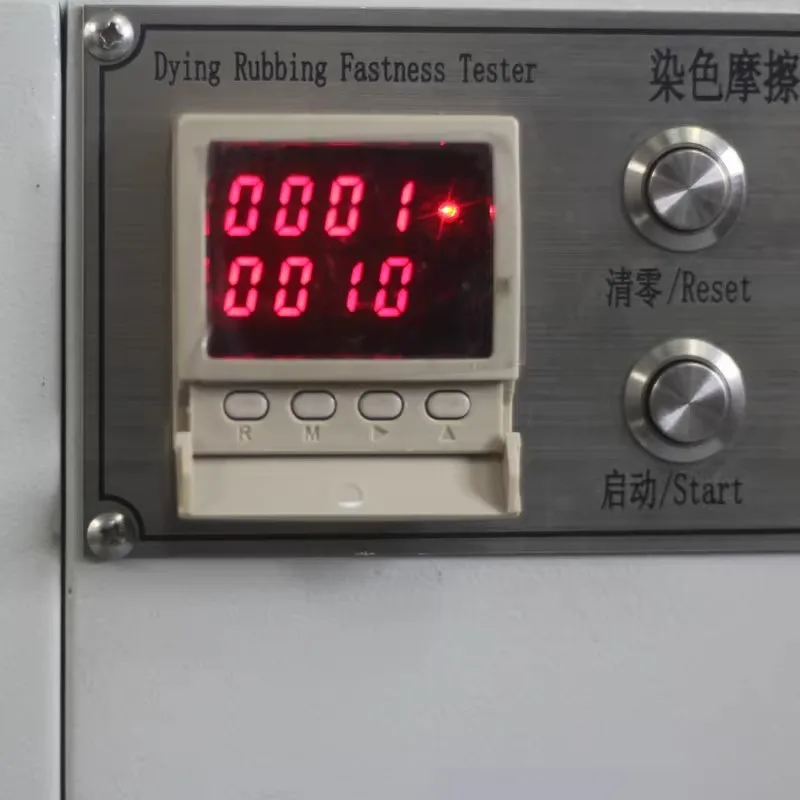 Dying Rubbing Fastness Tester
染色摩擦
0001
0010
R M ▷ △
清零/Reset
启动/Start